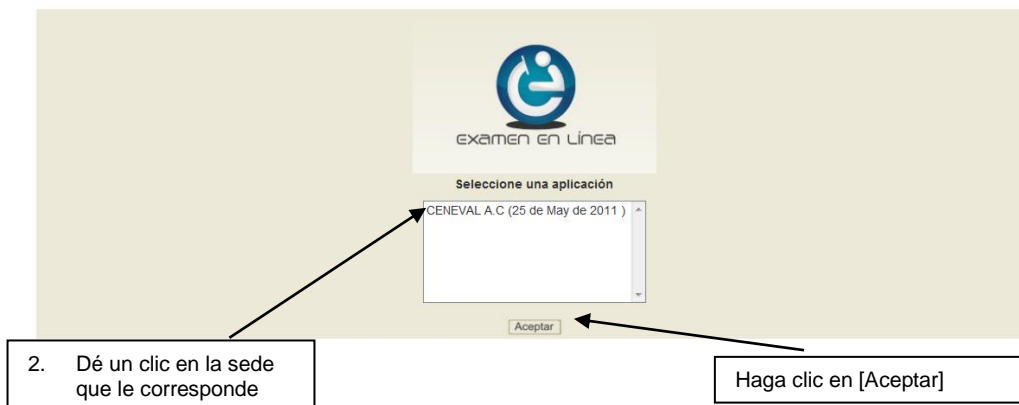 examen en Línea
Seleccione una aplicación
CENEVAL A.C (25 de May de 2011 )
Aceptar
2. Dé un clic en la sede
que le corresponde
Haga clic en [Aceptar]